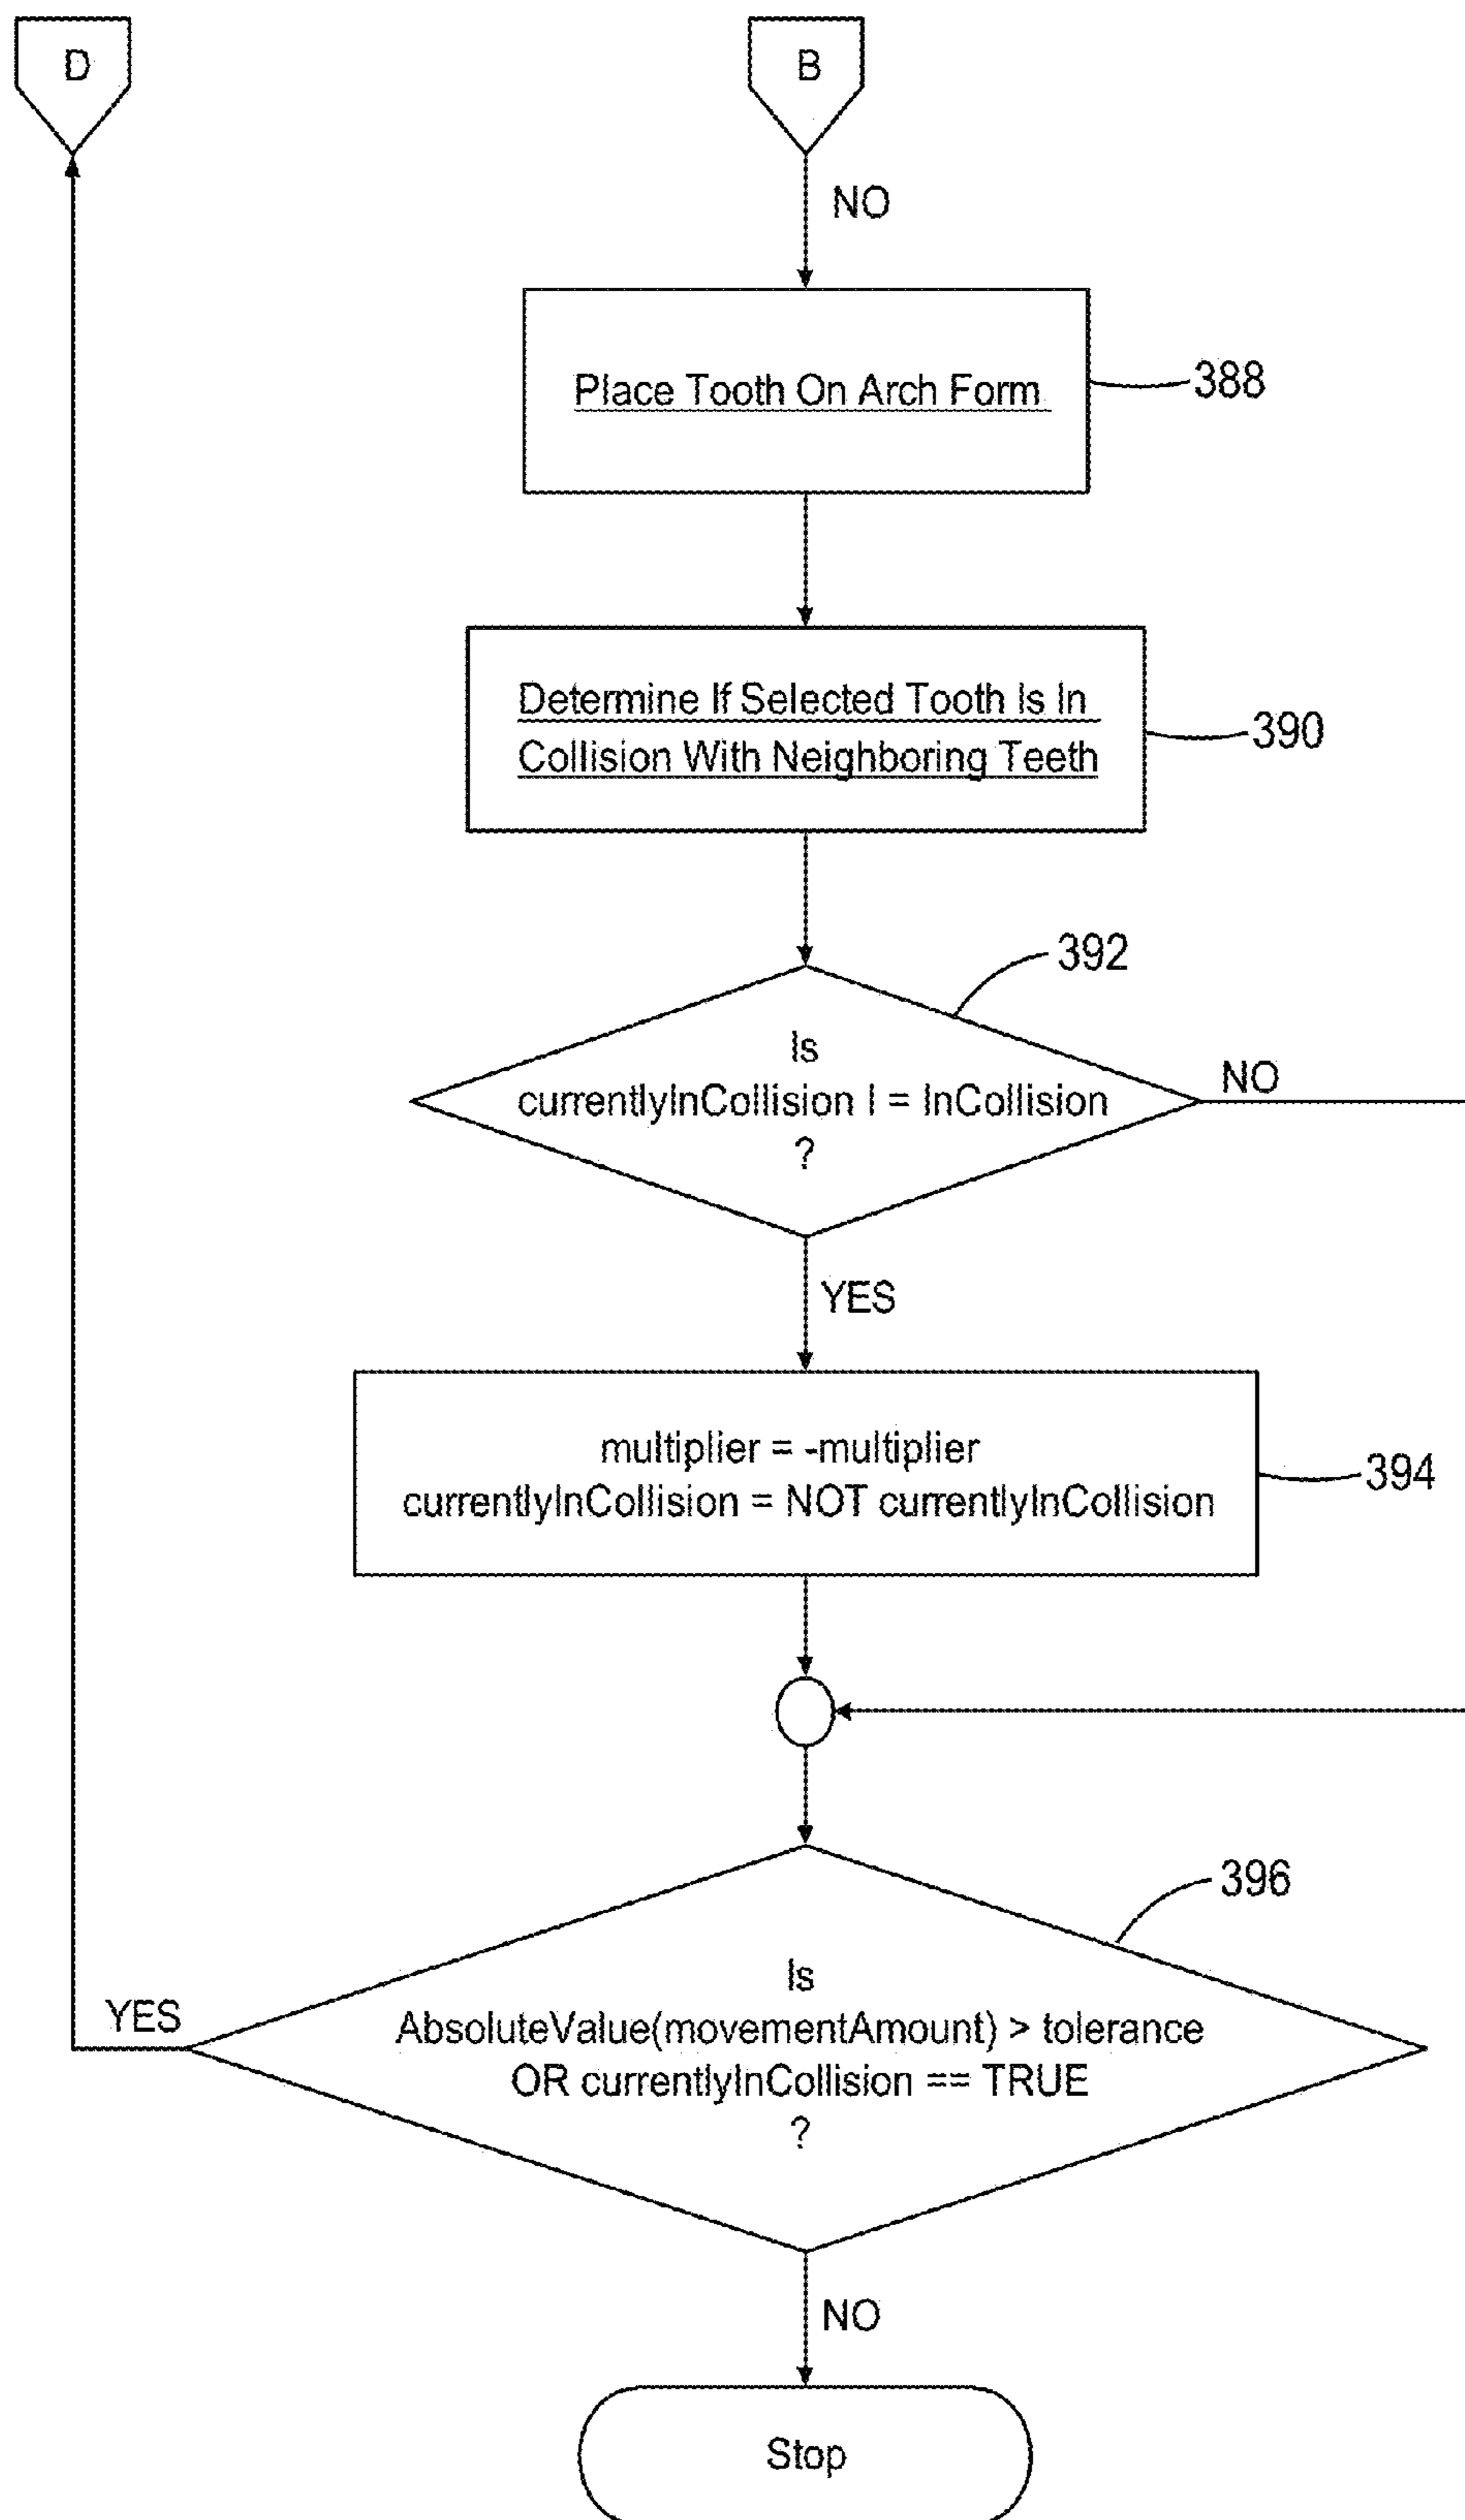 D
B
NO
Place Tooth On Arch Form
388
Determine If Selected Tooth Is In
Collision With Neighboring Teeth
390
392
Is
currentlyInCollision I = InCollision
?
NO
YES
multiplier = -multiplier
currentlyInCollision = NOT currentlyInCollision
394
396
Is
AbsoluteValue(movementAmount) > tolerance
OR currentlyInCollision == TRUE
?
YES
NO
Stop